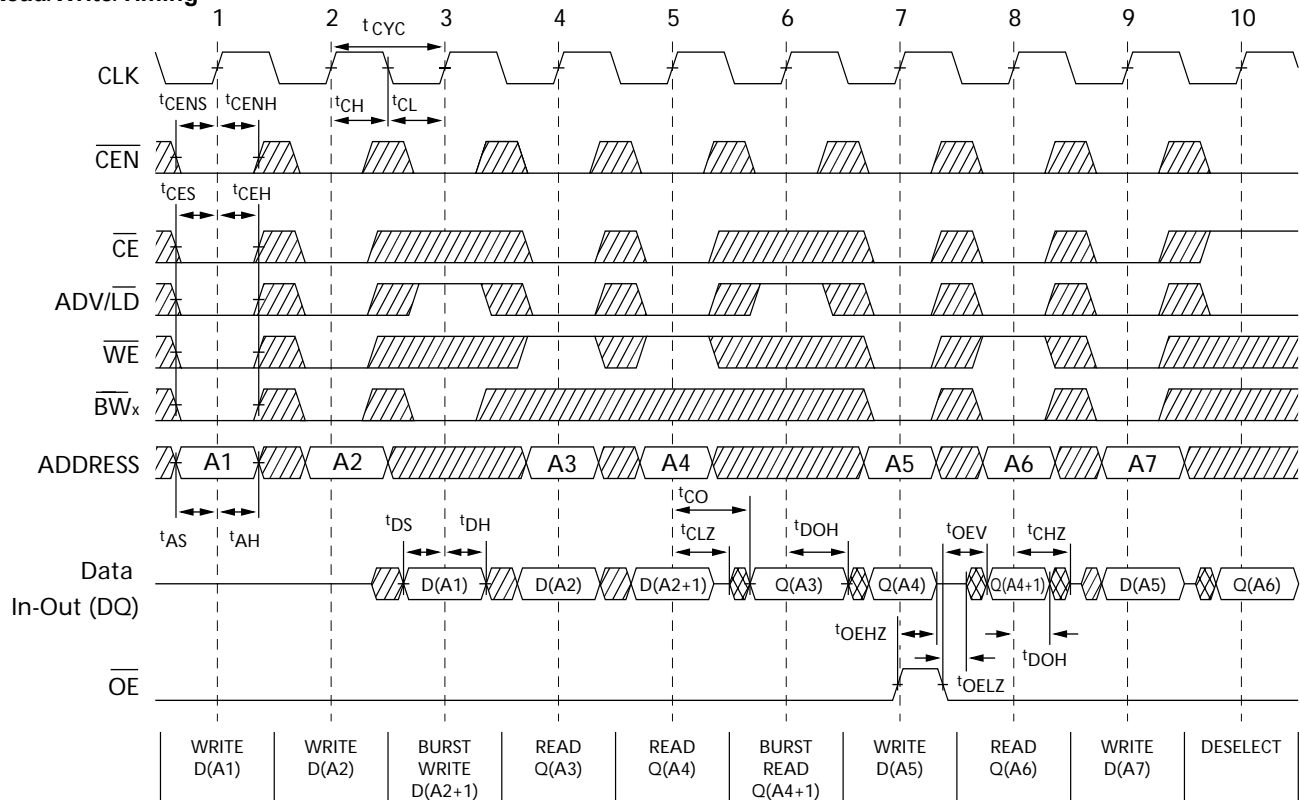 Read/Write/Timing
1 2 3 4 5 6 7 8 9 10
tCYC
CLK
tCENS tCENH tCH tCL
CEN
tCES tCEH
CE
ADV/LD
WE
BWx
ADDRESS A1 A2 A3 A4 A5 A6 A7
tCO
tAS tAH tDS tDH tCLZ tDOH tOEV tCHZ
Data
In-Out (DQ) D(A1) D(A2) D(A2+1) Q(A3) Q(A4) Q(A4+1) D(A5) Q(A6)
tOEHZ tDOH
tOELZ
OE
WRITE
D(A1)
WRITE
D(A2)
BURST
WRITE
D(A2+1)
READ
Q(A3)
READ
Q(A4)
BURST
READ
Q(A4+1)
WRITE
D(A5)
READ
Q(A6)
WRITE
D(A7)
DESELECT